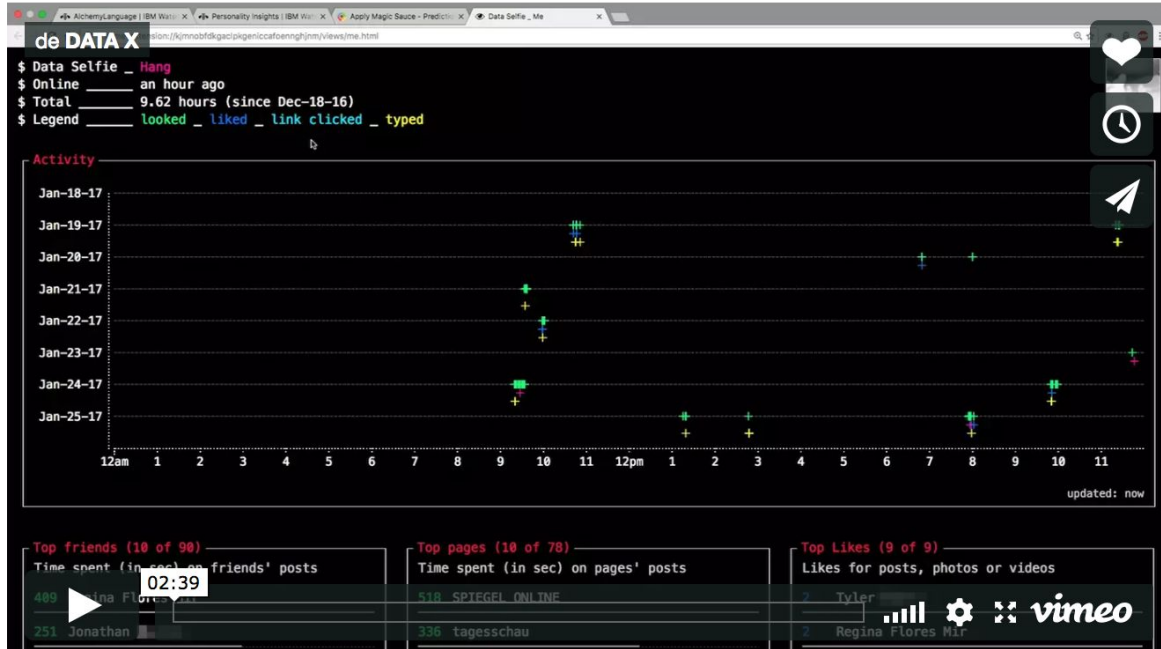 AlchemyLanguage | IBM Wats
Personality Insights | IBM Wat
Apply Magic Sauce - Predictio
Data Selfie _ Me
de DATA X
$ Data Selfie _ Hang
$ Online ______ an hour ago
$ Total _______ 9.62 hours (since Dec-18-16)
$ Legend ______ looked _ liked _ link clicked _ typed
Activity
Jan-18-17
Jan-19-17
Jan-20-17
Jan-21-17
Jan-22-17
Jan-23-17
Jan-24-17
Jan-25-17
12am 1 2 3 4 5 6 7 8 9 10 11 12pm 1 2 3 4 5 6 7 8 9 10 11
updated: now
Top friends (10 of 90)
Time spent (in sec) on friends' posts
409
251 Jonathan
02:39
Top pages (10 of 78)
Time spent (in sec) on pages' posts
518 SPIEGEL ONLINE
336 tagesschau
Top Likes (9 of 9)
Likes for posts, photos or videos
2 Tyler
2 Regina Flores Mir
vimeo